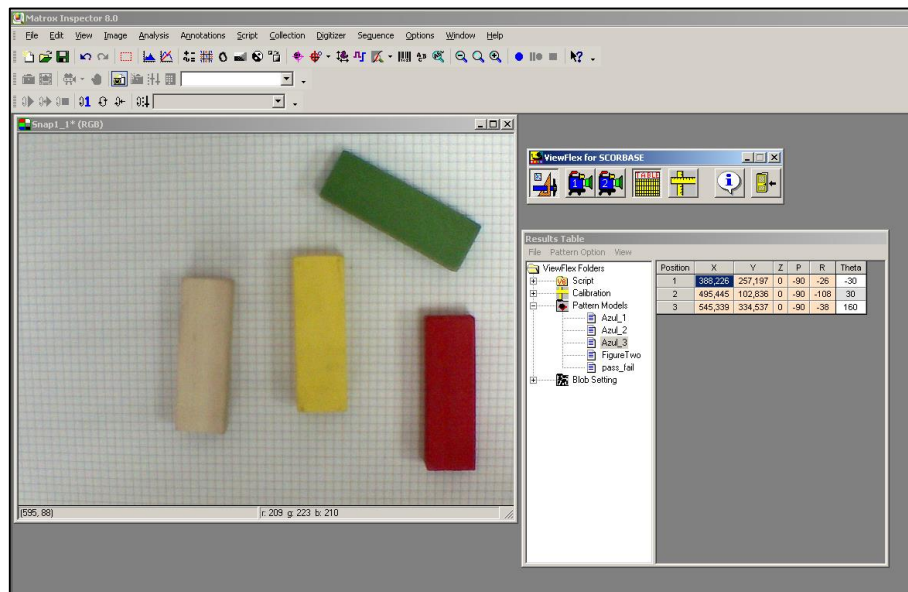 Matrox Inspector 8.0
File Edit View Image Analysis Annotations Script Collection Digitizer Sequence Options Window Help
Snap1_1* (RGB)
ViewFlex for SCORBASE
1 2 TABLE
Results Table
File Pattern Option View
ViewFlex Folders
Script
Calibration
Pattern Models
Azul_1
Azul_2
Azul_3
FigureTwo
pass_fail
Blob Setting
Position X Y Z P R Theta
1 388,226 257,197 0 -90 -26 -30
2 495,445 102,836 0 -90 -108 30
3 545,339 334,537 0 -90 -38 160
(595, 88) r: 209 g: 223 b: 210